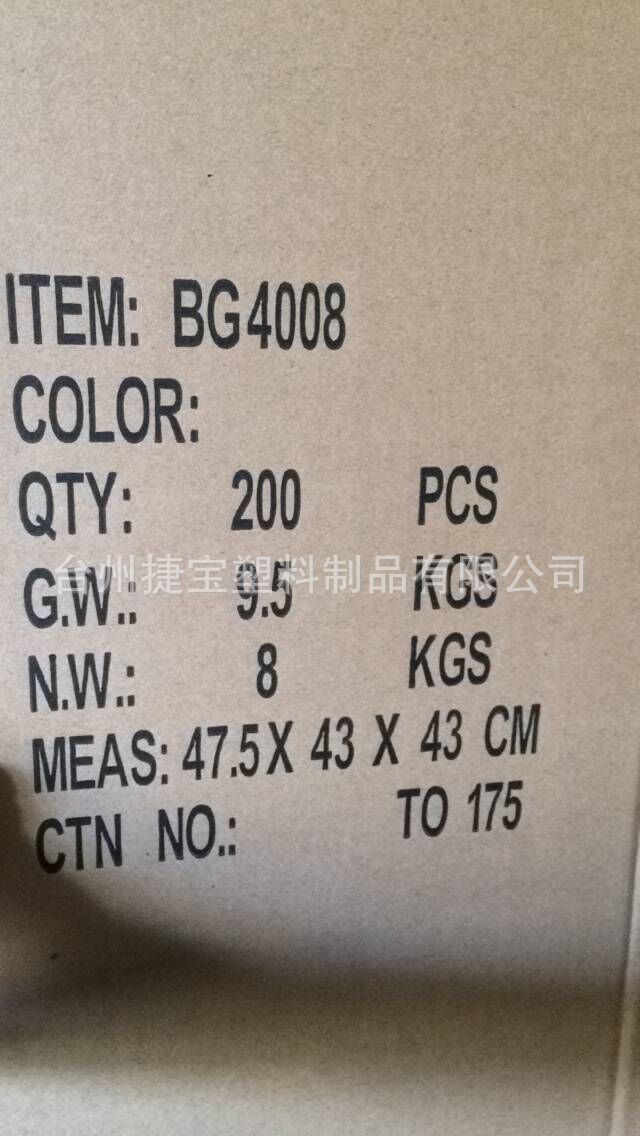 ITEM: BG4008
COLOR:
QTY: 200 PCS
台州捷宝塑料制品有限公司
G.W.: 9.5 KGS
N.W.: 8 KGS
MEAS: 47.5 X 43 X 43 CM
CTN NO.: TO 175